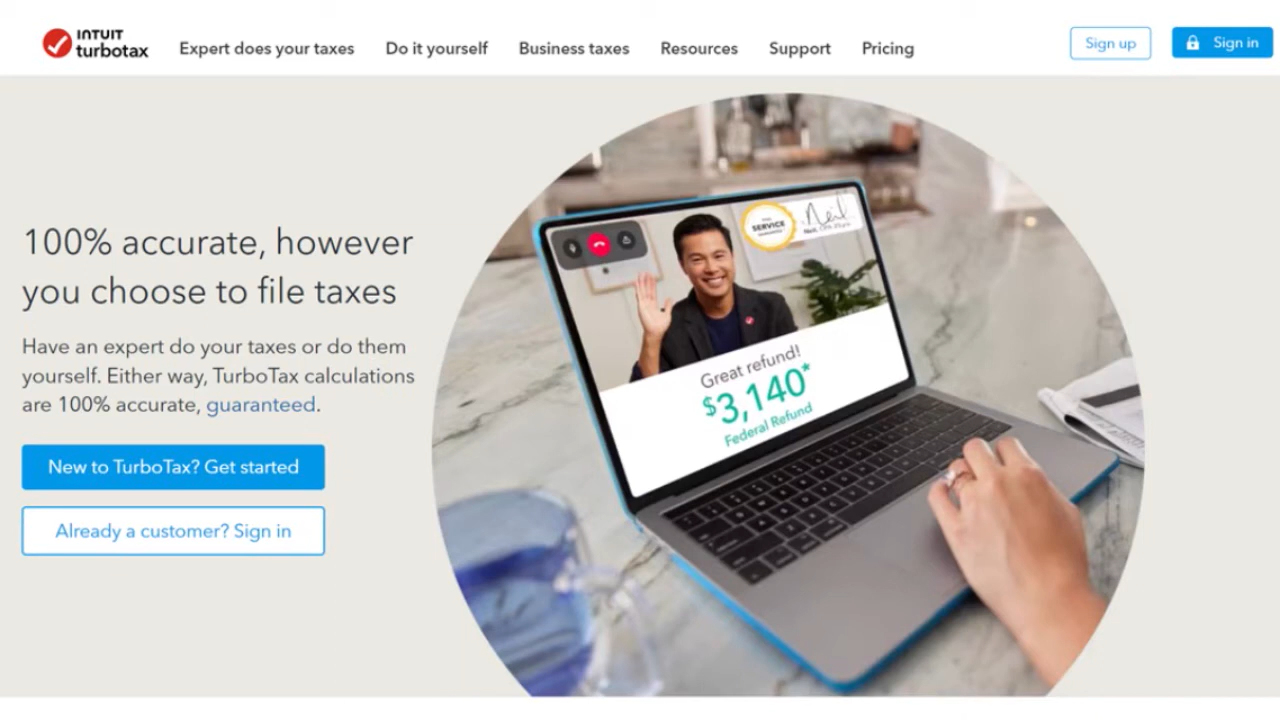 INTUIT
turbotax
Expert does your taxes
Do it yourself
Business taxes
Resources
Support
Pricing
Sign up
Sign in
100% accurate, however
you choose to file taxes
Have an expert do your taxes or do them
yourself. Either way, TurboTax calculations
are 100% accurate, guaranteed.
New to TurboTax? Get started
Already a customer? Sign in
SERVICE
Neil
Great refund!
$3,140*
Federal Refund